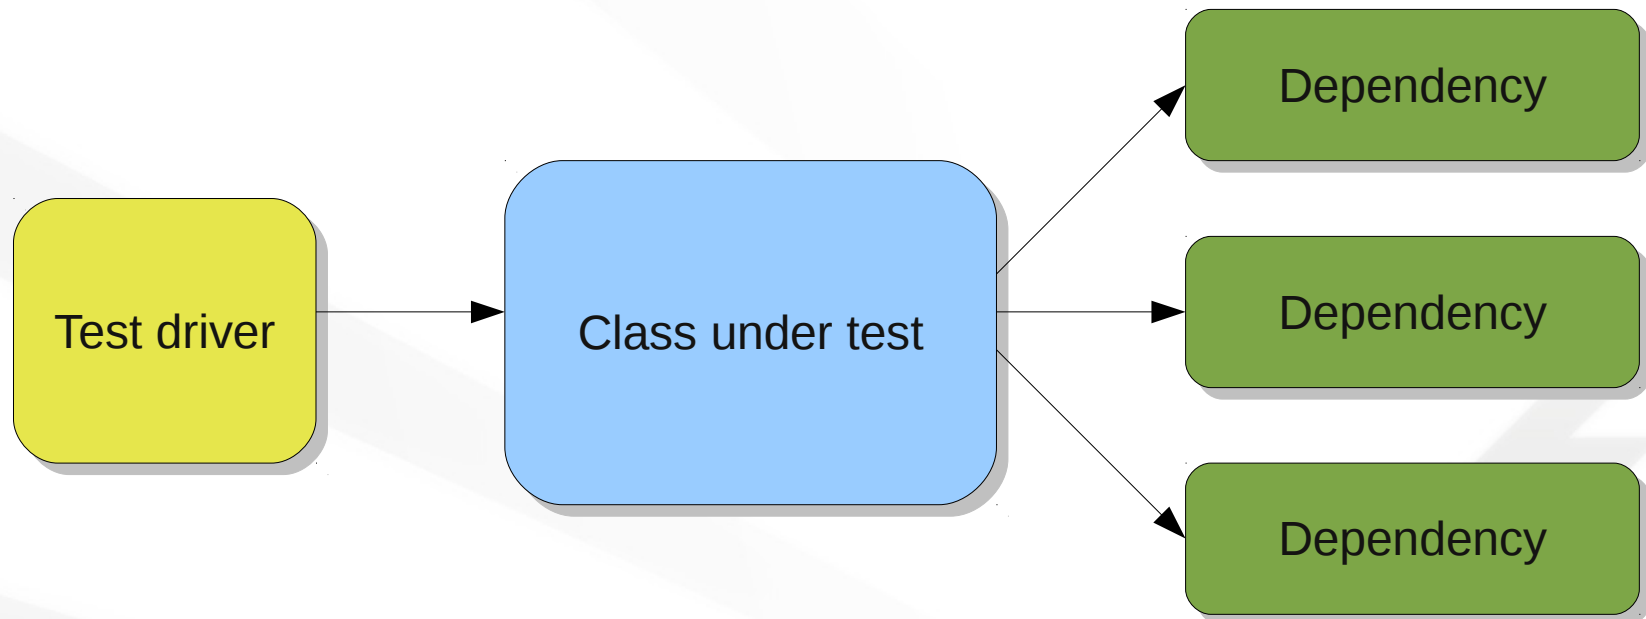 Test driver
Class under test
Dependency
Dependency
Dependency